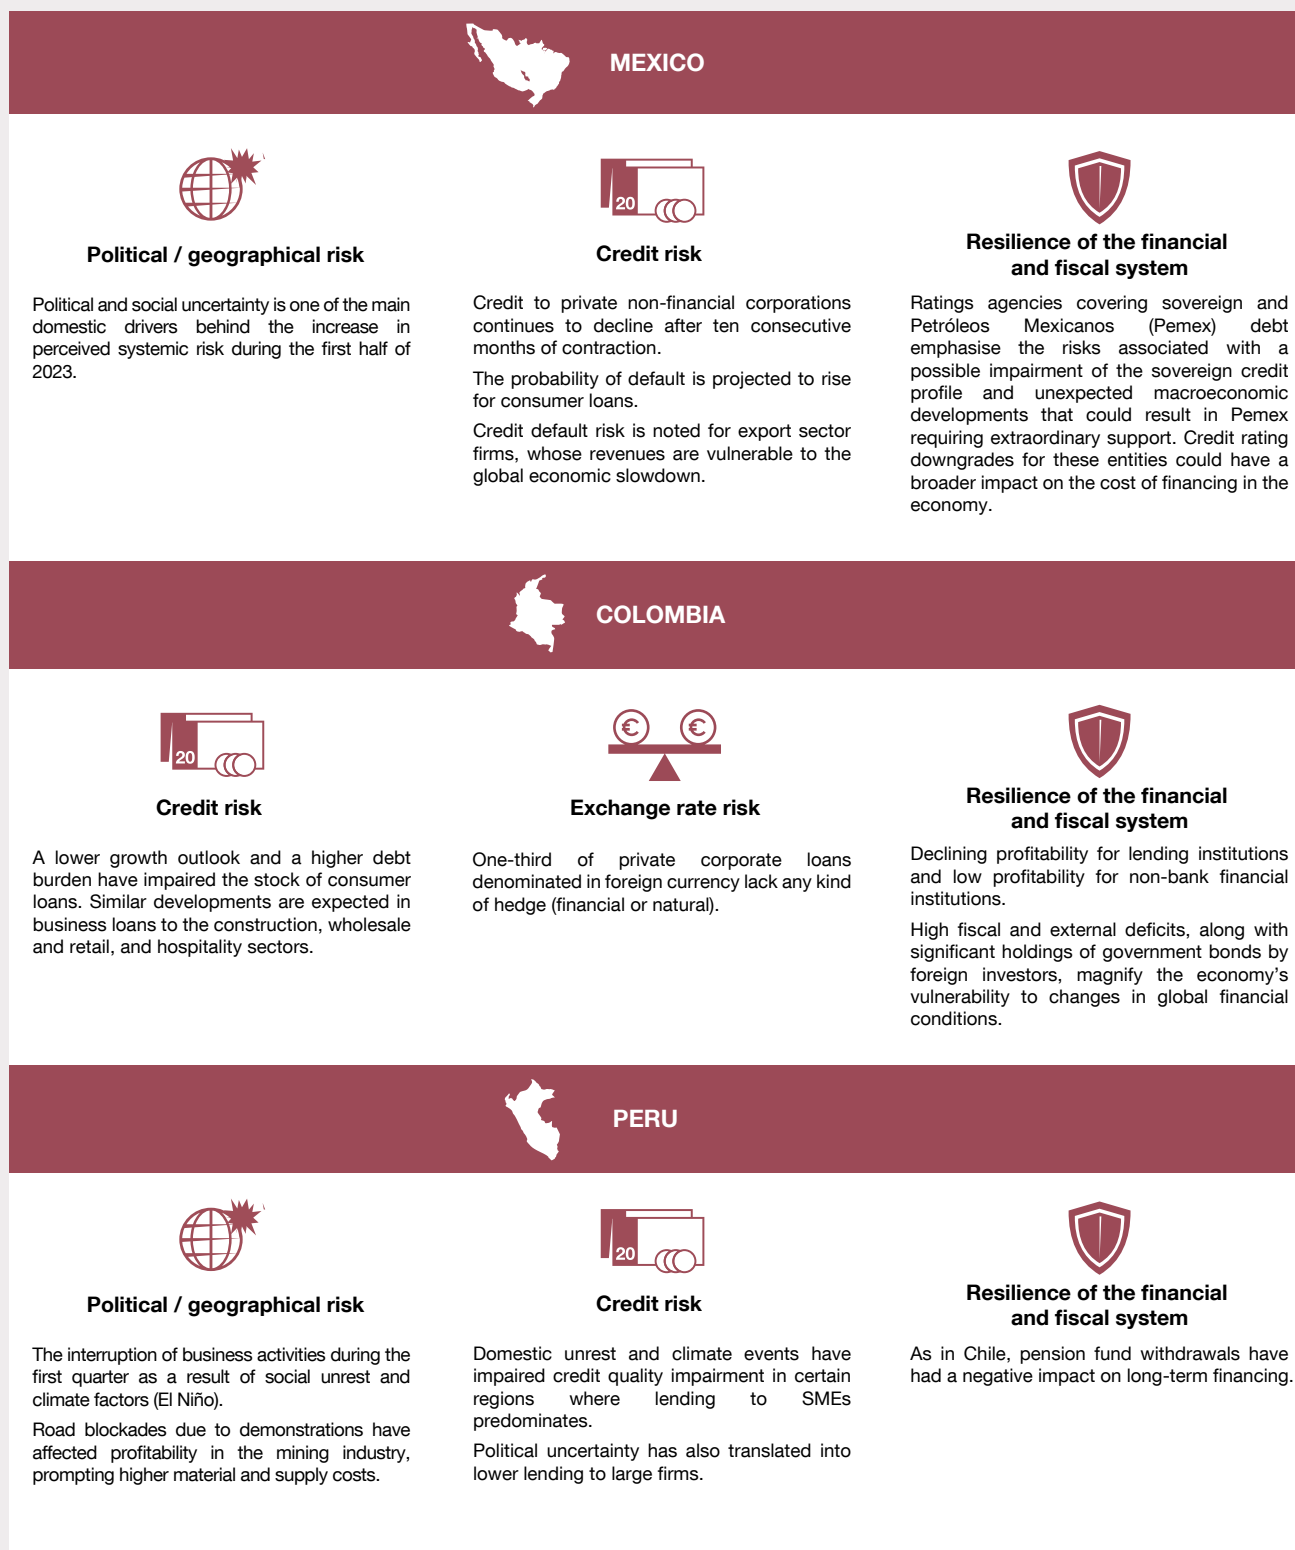 MEXICO
20
Political / geographical risk
Political and social uncertainty is one of the main
domestic drivers behind the increase in
perceived systemic risk during the first half of
2023.
Credit risk
Credit to private non-financial corporations
continues to decline after ten consecutive
months of contraction.
The probability of default is projected to rise
for consumer loans.
Credit default risk is noted for export sector
firms, whose revenues are vulnerable to the
global economic slowdown.
Resilience of the financial
and fiscal system
Ratings agencies covering sovereign and
Petróleos Mexicanos (Pemex) debt
emphasise the risks associated with a
possible impairment of the sovereign credit
profile and unexpected macroeconomic
developments that could result in Pemex
requiring extraordinary support. Credit rating
downgrades for these entities could have a
broader impact on the cost of financing in the
economy.
COLOMBIA
20
€ €
Credit risk
A lower growth outlook and a higher debt
burden have impaired the stock of consumer
loans. Similar developments are expected in
business loans to the construction, wholesale
and retail, and hospitality sectors.
Exchange rate risk
One-third of private corporate loans
denominated in foreign currency lack any kind
of hedge (financial or natural).
Resilience of the financial
and fiscal system
Declining profitability for lending institutions
and low profitability for non-bank financial
institutions.
High fiscal and external deficits, along with
significant holdings of government bonds by
foreign investors, magnify the economy’s
vulnerability to changes in global financial
conditions.
PERU
20
Political / geographical risk
The interruption of business activities during the
first quarter as a result of social unrest and
climate factors (El Niño).
Road blockades due to demonstrations have
affected profitability in the mining industry,
prompting higher material and supply costs.
Credit risk
Domestic unrest and climate events have
impaired credit quality impairment in certain
regions where lending to SMEs
predominates.
Political uncertainty has also translated into
lower lending to large firms.
Resilience of the financial
and fiscal system
As in Chile, pension fund withdrawals have
had a negative impact on long-term financing.